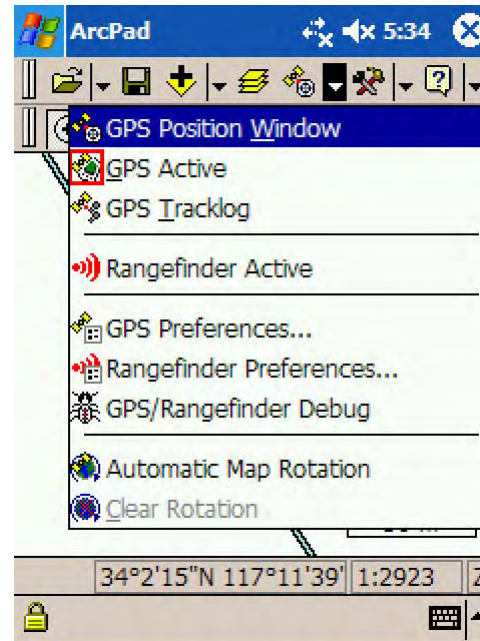 ArcPad 5:34
GPS Position Window
GPS Active
GPS Tracklog
Rangefinder Active
GPS Preferences...
Rangefinder Preferences...
GPS/Rangefinder Debug
Automatic Map Rotation
Clear Rotation
34°2'15"N 117°11'39' 1:2923